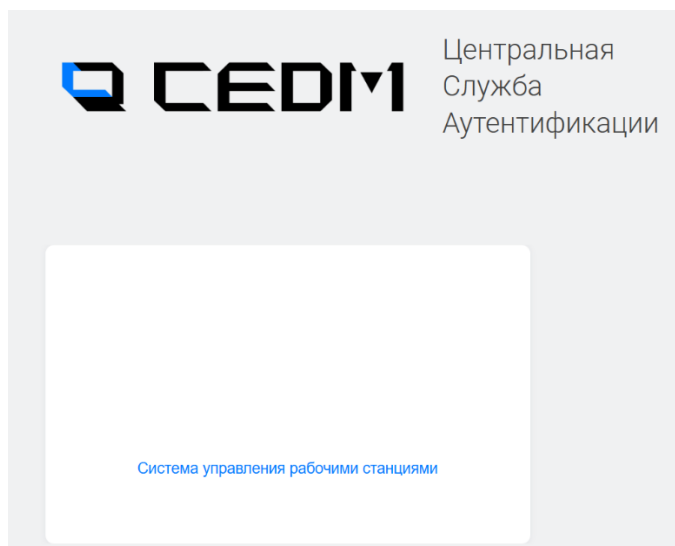 CEDM
Центральная
Служба
Аутентификации
Система управления рабочими станциями